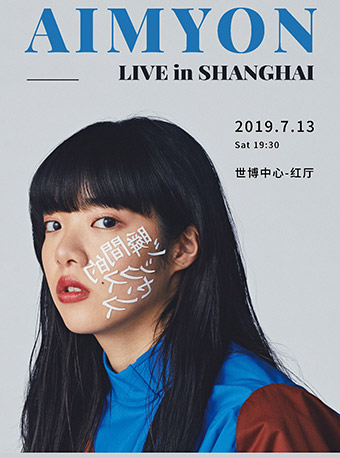 AIMYON
LIVE in SHANGHAI
2019.7.13
Sat 19:30
世博中心-红厅
瞬間的
シックス
センス